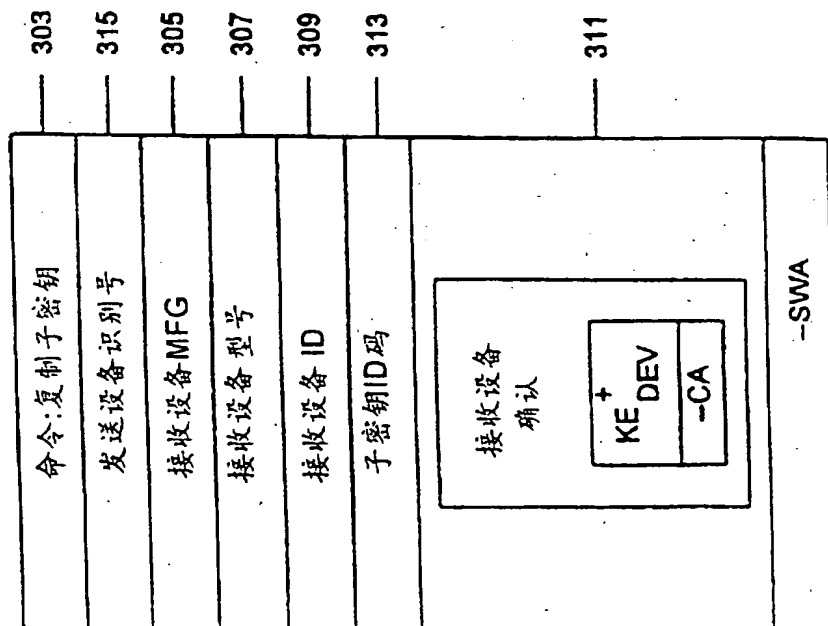 303
命令:复制子密钥
315
发送设备识别号
305
接收设备MFG
307
接收设备型号
309
接收设备ID
313
子密钥ID码
311
接收设备
确认
KE+DEV
-CA
-SWA